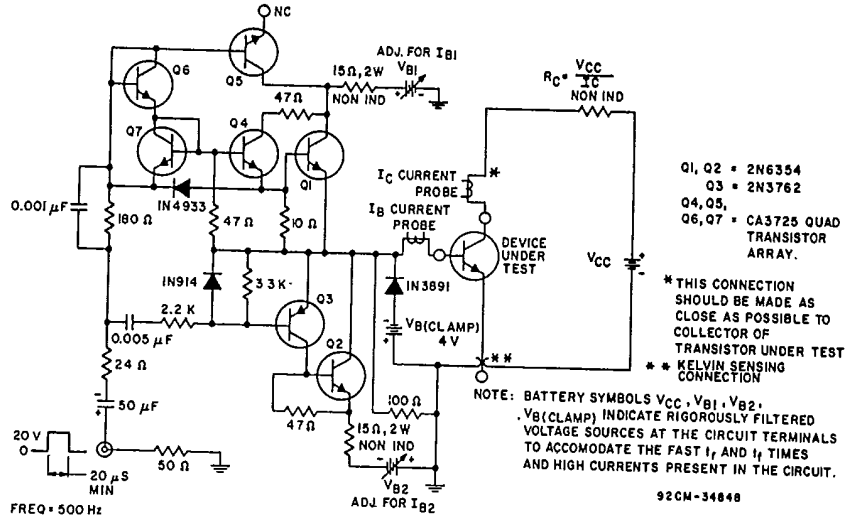 NC
ADJ. FOR IB1
VB1
15Ω, 2W
NON IND
Q6
Q5
47Ω
RC = VCC
IC
NON IND
Q7
Q4
Q1
IC CURRENT
PROBE
*
IB CURRENT
PROBE
0.001 µF
180 Ω
IN4933
47Ω
10Ω
DEVICE
UNDER
TEST
VCC
Q1, Q2 = 2N6354
Q3 = 2N3762
Q4, Q5,
Q6, Q7 = CA3725 QUAD
TRANSISTOR
ARRAY.
IN914
3.3 K
Q3
IN3891
2.2 K
0.005 µF
Q2
VB(CLAMP)
4 V
* THIS CONNECTION
SHOULD BE MADE AS
CLOSE AS POSSIBLE TO
COLLECTOR OF
TRANSISTOR UNDER TEST
* *
* * KELVIN SENSING
CONNECTION
24 Ω
50 µF
47Ω
100Ω
15Ω, 2W
NON IND
NOTE: BATTERY SYMBOLS VCC, VB1, VB2,
VB(CLAMP) INDICATE RIGOROUSLY FILTERED
VOLTAGE SOURCES AT THE CIRCUIT TERMINALS
TO ACCOMODATE THE FAST tr AND tf TIMES
AND HIGH CURRENTS PRESENT IN THE CIRCUIT.
20 V
0
20 µS
MIN
50 Ω
VB2
ADJ. FOR IB2
FREQ = 500 Hz
92CM-34848